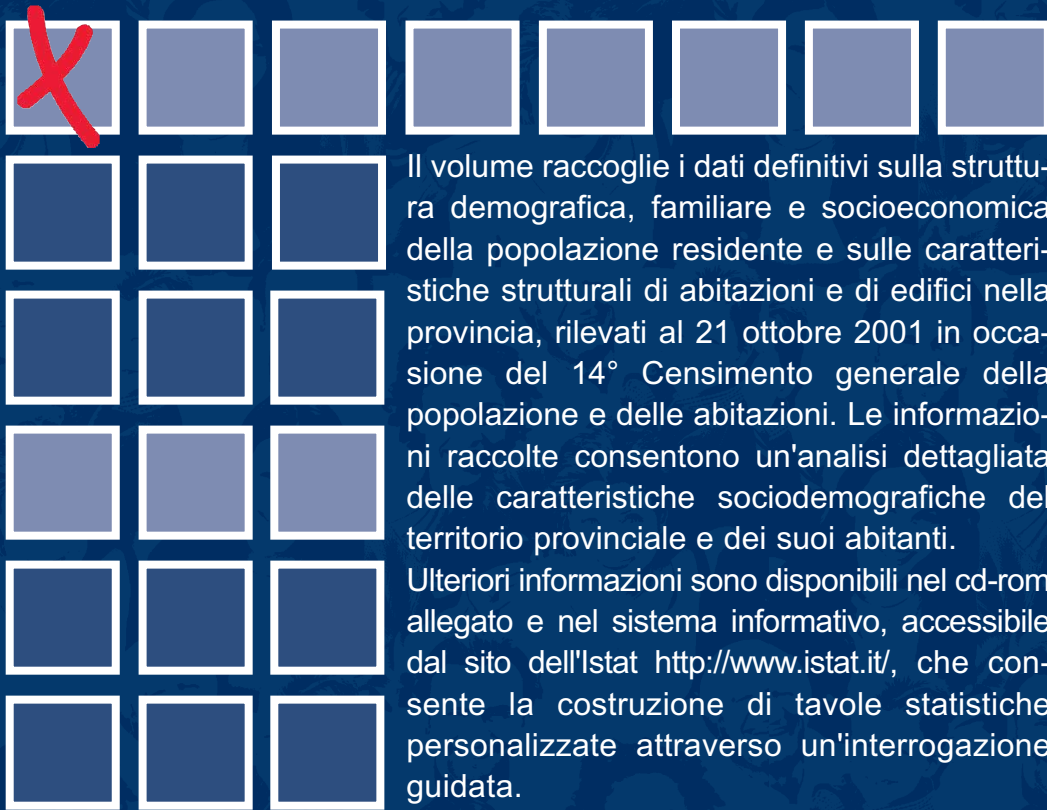 Il volume raccoglie i dati definitivi sulla struttu-
ra demografica, familiare e socioeconomica
della popolazione residente e sulle caratteri-
stiche strutturali di abitazioni e di edifici nella
provincia, rilevati al 21 ottobre 2001 in occa-
sione del 14° Censimento generale della
popolazione e delle abitazioni. Le informazio-
ni raccolte consentono un'analisi dettagliata
delle caratteristiche sociodemografiche del
territorio provinciale e dei suoi abitanti.
Ulteriori informazioni sono disponibili nel cd-rom
allegato e nel sistema informativo, accessibile
dal sito dell'Istat http://www.istat.it/, che con-
sente la costruzione di tavole statistiche
personalizzate attraverso un'interrogazione
guidata.